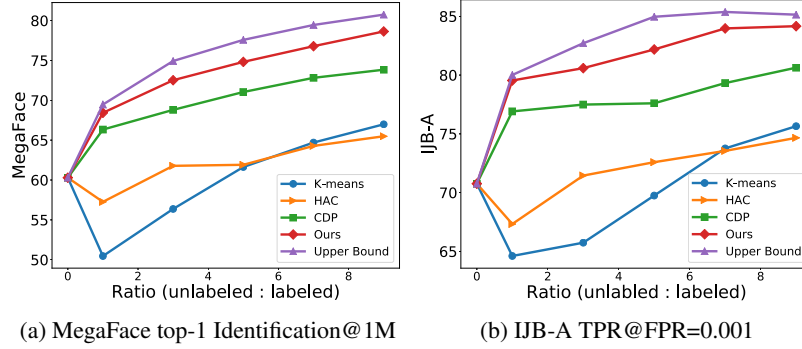 80
75
70
65
60
55
50
MegaFace
0
2
4
6
8
Ratio (unlabeled : labeled)
K-means
HAC
CDP
Ours
Upper Bound
(a) MegaFace top-1 Identification@1M
85
80
75
70
65
IJB-A
0
2
4
6
8
Ratio (unlabeled : labeled)
K-means
HAC
CDP
Ours
Upper Bound
(b) IJB-A TPR@FPR=0.001